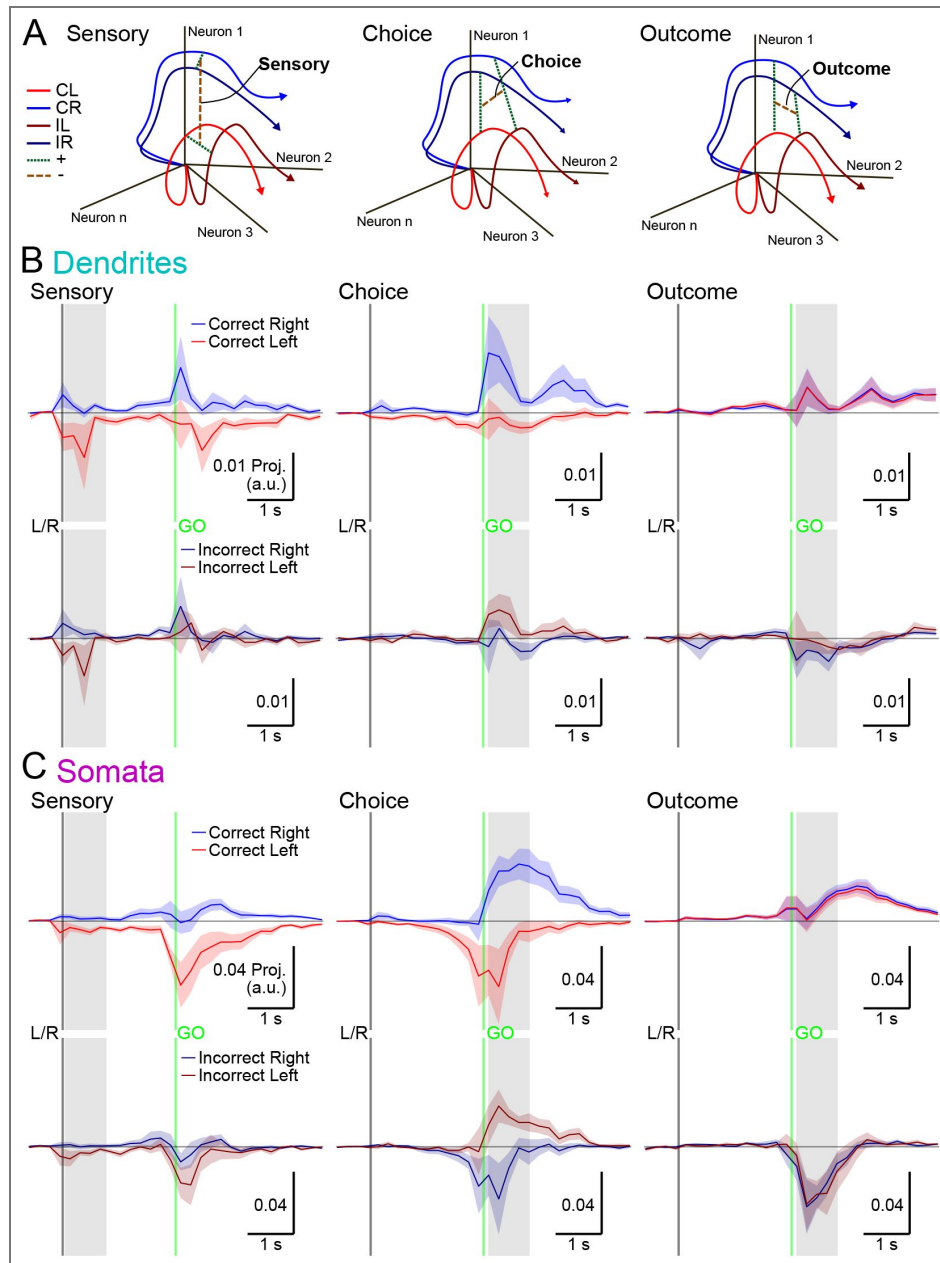 A
Sensory
Choice
Outcome
Neuron 1
Neuron 1
Neuron 1
Sensory
Choice
Outcome
CL
CR
IL
IR
+
-
Neuron 2
Neuron 2
Neuron 2
Neuron n
Neuron n
Neuron n
Neuron 3
Neuron 3
Neuron 3
B Dendrites
Sensory
Choice
Outcome
Correct Right
Correct Left
0.01 Proj.
(a.u.)
1 s
0.01
1 s
0.01
1 s
L/R
GO
L/R
GO
L/R
GO
Incorrect Right
Incorrect Left
0.01
1 s
0.01
1 s
0.01
1 s
C Somata
Sensory
Choice
Outcome
Correct Right
Correct Left
0.04 Proj.
(a.u.)
1 s
0.04
1 s
0.04
1 s
L/R
GO
L/R
GO
L/R
GO
Incorrect Right
Incorrect Left
0.04
1 s
0.04
1 s
0.04
1 s